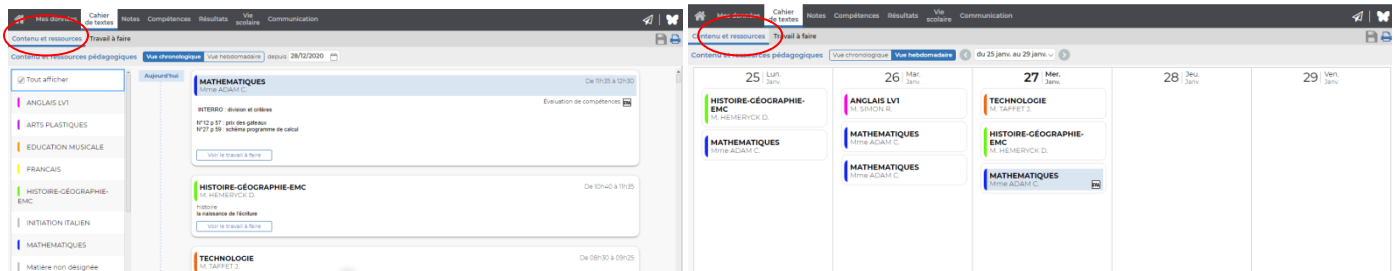 Mes données Cahier de textes Notes Compétences Résultats Vie scolaire Communication
Contenu et ressources Travail à faire
Contenu et ressources pédagogiques Vue chronologique Vue hebdomadaire depuis 28/12/2020
Tout afficher
ANGLAIS LV1
ARTS PLASTIQUES
EDUCATION MUSICALE
FRANCAIS
HISTOIRE-GÉOGRAPHIE-
EMC
INITIATION ITALIEN
MATHEMATIQUES
Matière non désignée
Aujourd'hui
MATHEMATIQUES De 11h35 à 12h30
Mme ADAM C.
Évaluation de compétences
INTERRO : division et critères
N°12 p 57 : prix des gâteaux
N°27 p 59 : schéma programme de calcul
Voir le travail à faire
HISTOIRE-GÉOGRAPHIE-EMC De 10h40 à 11h35
M. HEMERYCK D.
histoire
la naissance de l'écriture
Voir le travail à faire
TECHNOLOGIE De 08h30 à 09h25
M. TAFFET J.
Mes données Cahier de textes Notes Compétences Résultats Vie scolaire Communication
Contenu et ressources Travail à faire
Contenu et ressources pédagogiques Vue chronologique Vue hebdomadaire du 25 janv. au 29 janv.
25 Lun. Janv.
HISTOIRE-GÉOGRAPHIE-
EMC
M. HEMERYCK D.
MATHEMATIQUES
Mme ADAM C.
26 Mar. Janv.
ANGLAIS LV1
M. SIMON R.
MATHEMATIQUES
Mme ADAM C.
MATHEMATIQUES
Mme ADAM C.
27 Mer. Janv.
TECHNOLOGIE
M. TAFFET J.
HISTOIRE-GÉOGRAPHIE-
EMC
M. HEMERYCK D.
MATHEMATIQUES
Mme ADAM C.
28 Jeu. Janv.
29 Ven. Janv.